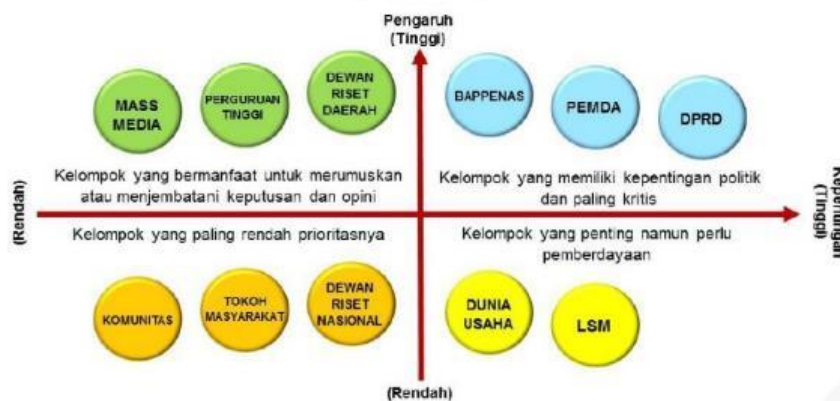 Pengaruh
(Tinggi)
MASS
MEDIA
PERGURUAN
TINGGI
DEWAN
RISET
DAERAH
BAPPENAS
PEMDA
DPRD
Kelompok yang bermanfaat untuk merumuskan
atau menjembatani keputusan dan opini
Kelompok yang memiliki kepentingan politik
dan paling kritis
(Rendah)
Kepentingan
(Tinggi)
Kelompok yang paling rendah prioritasnya
Kelompok yang penting namun perlu
pemberdayaan
KOMUNITAS
TOKOH
MASYARAKAT
DEWAN
RISET
NASIONAL
DUNIA
USAHA
LSM
(Rendah)